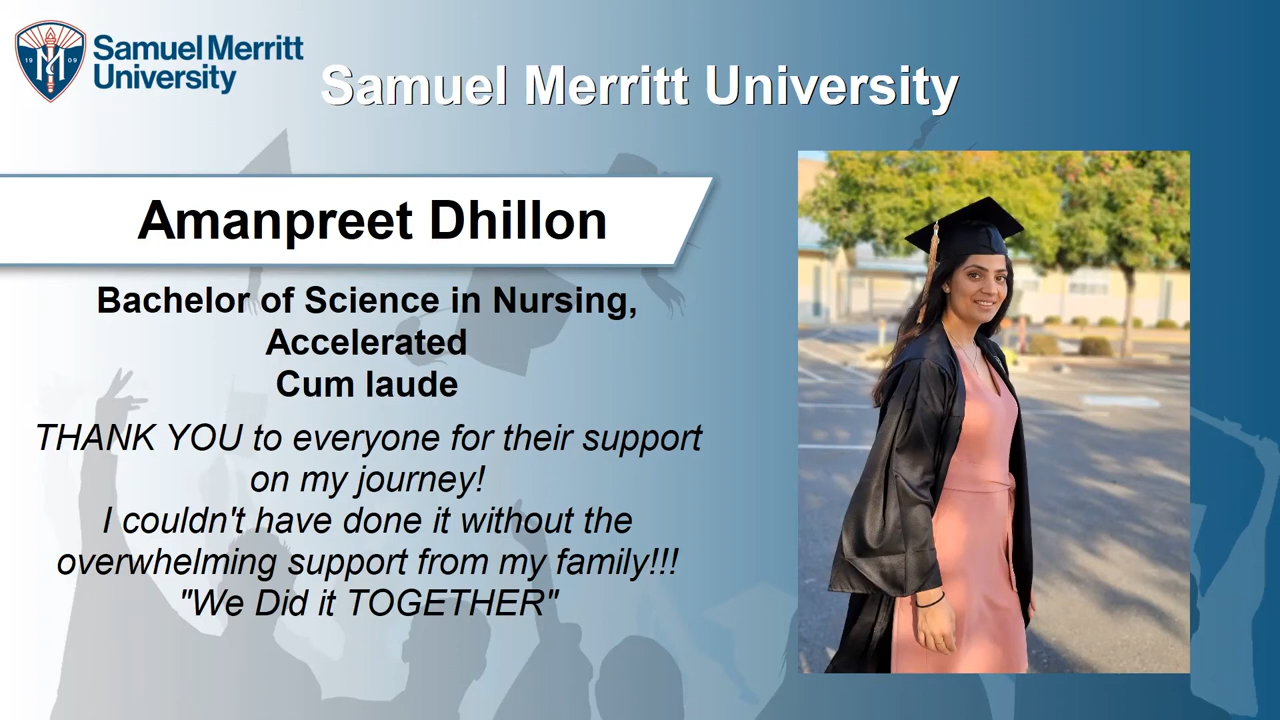 Samuel Merritt
University
19 09
Samuel Merritt University
Amanpreet Dhillon
Bachelor of Science in Nursing,
Accelerated
Cum laude
THANK YOU to everyone for their support
on my journey!
I couldn't have done it without the
overwhelming support from my family!!!
"We Did it TOGETHER"